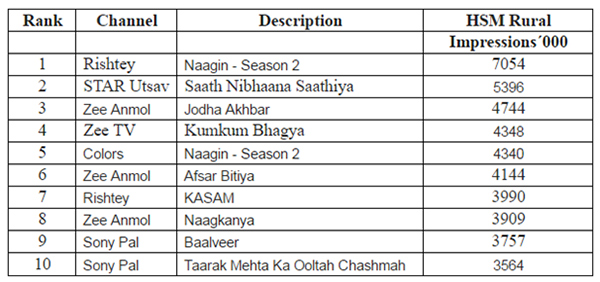 Rank Channel Description HSM Rural
Impressions´000
1 Rishtey Naagin - Season 2 7054
2 STAR Utsav Saath Nibhaana Saathiya 5396
3 Zee Anmol Jodha Akhbar 4744
4 Zee TV Kumkum Bhagya 4348
5 Colors Naagin - Season 2 4340
6 Zee Anmol Afsar Bitiya 4144
7 Rishtey KASAM 3990
8 Zee Anmol Naagkanya 3909
9 Sony Pal Baalveer 3757
10 Sony Pal Taarak Mehta Ka Ooltah Chashmah 3564